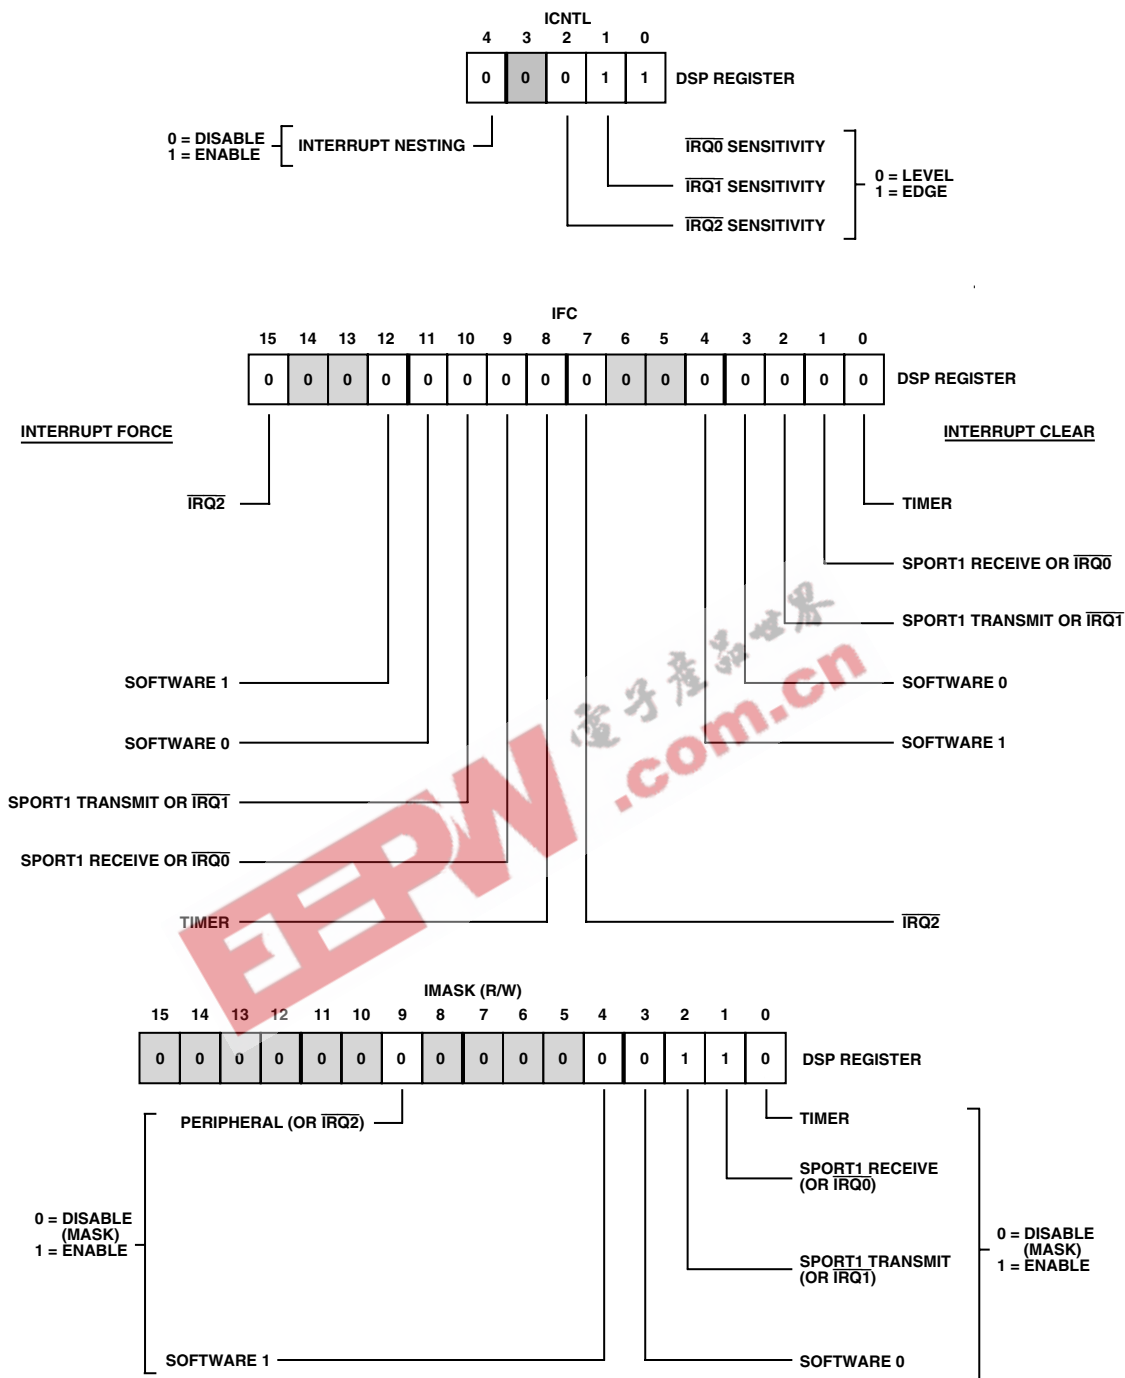 ICNTL
4 3 2 1 0
0 0 0 1 1 DSP REGISTER
0 = DISABLE
1 = ENABLE
INTERRUPT NESTING
IRQ0 SENSITIVITY
IRQ1 SENSITIVITY
IRQ2 SENSITIVITY
0 = LEVEL
1 = EDGE
IFC
15 14 13 12 11 10 9 8 7 6 5 4 3 2 1 0
0 0 0 0 0 0 0 0 0 0 0 0 0 0 0 0 DSP REGISTER
INTERRUPT FORCE
INTERRUPT CLEAR
IRQ2
TIMER
SPORT1 RECEIVE OR IRQ0
SPORT1 TRANSMIT OR IRQ1
SOFTWARE 1
SOFTWARE 0
SOFTWARE 0
SOFTWARE 1
SPORT1 TRANSMIT OR IRQ1
SPORT1 RECEIVE OR IRQ0
TIMER
IRQ2
電子產品世界
EEPW
.com.cn
IMASK (R/W)
15 14 13 12 11 10 9 8 7 6 5 4 3 2 1 0
0 0 0 0 0 0 0 0 0 0 0 0 0 1 1 0 DSP REGISTER
PERIPHERAL (OR IRQ2)
TIMER
SPORT1 RECEIVE
(OR IRQ0)
0 = DISABLE
(MASK)
1 = ENABLE
0 = DISABLE
(MASK)
1 = ENABLE
SPORT1 TRANSMIT
(OR IRQ1)
SOFTWARE 1
SOFTWARE 0